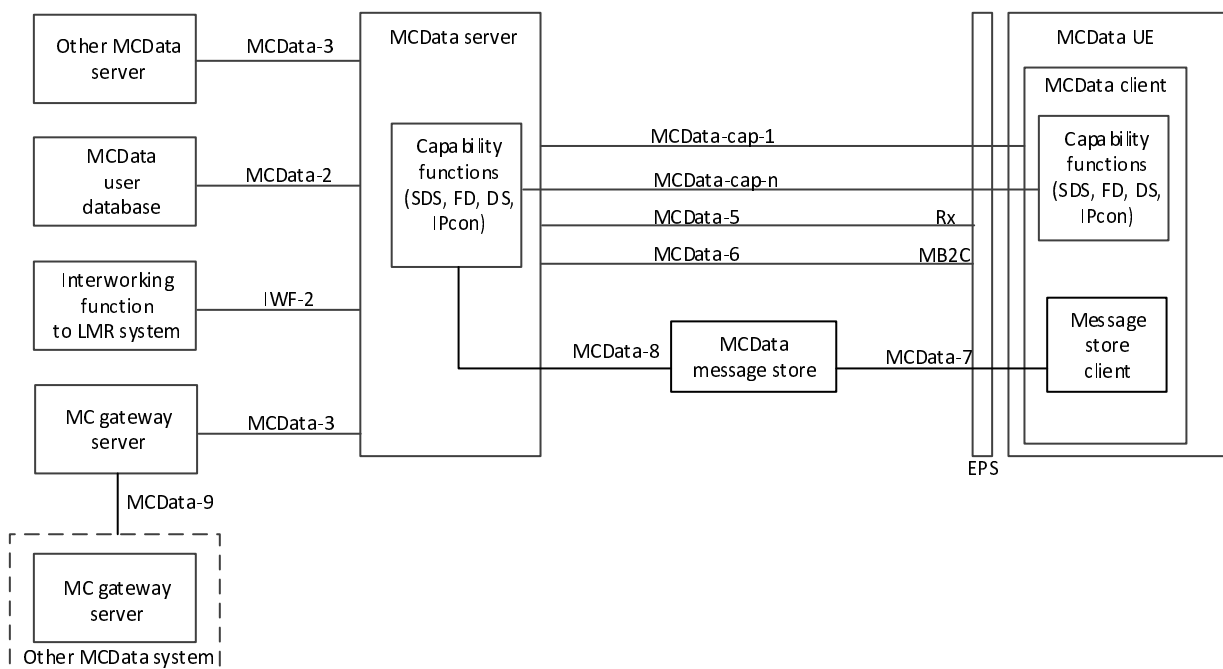 Other MCData
server
MCData-3
MCData server
MCData UE
MCData client
MCData
user
database
MCData-2
Capability
functions
(SDS, FD, DS,
IPcon)
MCData-cap-1
MCData-cap-n
MCData-5
Rx
MCData-6
MB2C
Capability
functions
(SDS, FD, DS,
IPcon)
Interworking
function
to LMR system
IWF-2
MCData-8
MCData
message store
MCData-7
Message
store
client
MC gateway
server
MCData-3
EPS
MCData-9
MC gateway
server
Other MCData system